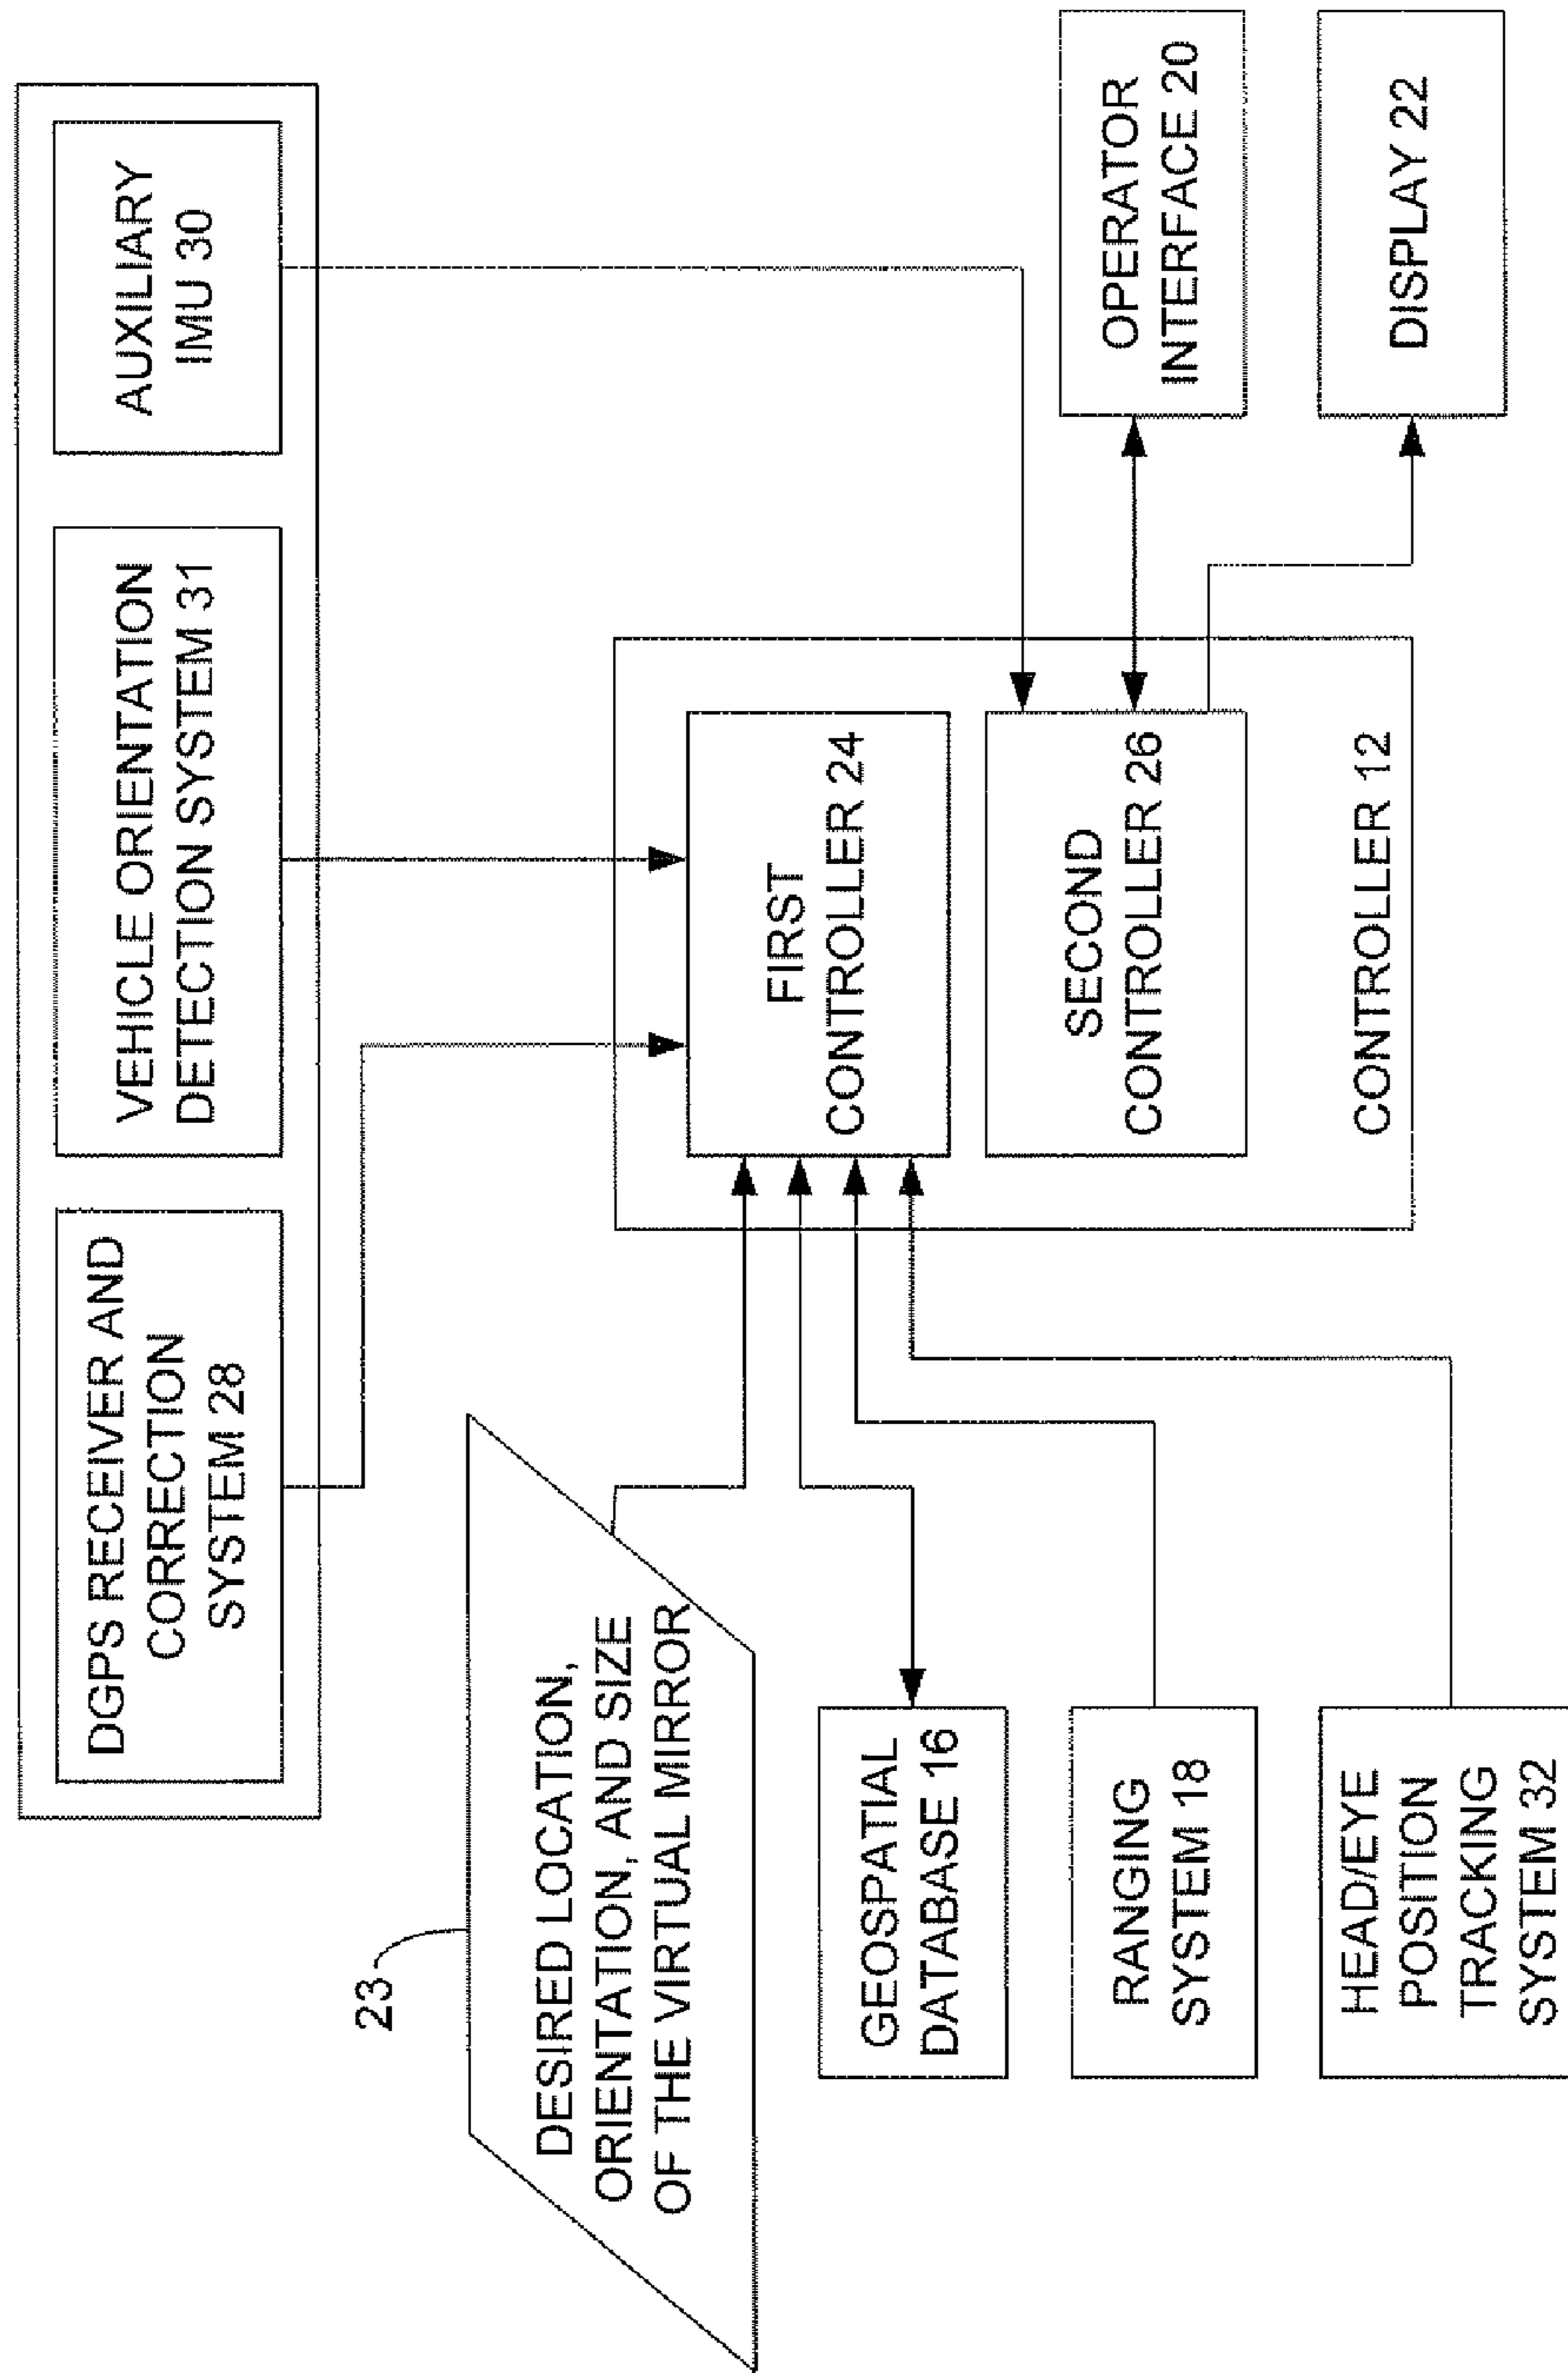 DGPS RECEIVER AND
CORRECTION
SYSTEM 28
VEHICLE ORIENTATION
DETECTION SYSTEM 31
AUXILIARY
IMU 30
23
DESIRED LOCATION,
ORIENTATION, AND SIZE
OF THE VIRTUAL MIRROR
FIRST
CONTROLLER 24
SECOND
CONTROLLER 26
CONTROLLER 12
GEOSPATIAL
DATABASE 16
RANGING
SYSTEM 18
HEAD/EYE
POSITION
TRACKING
SYSTEM 32
OPERATOR
INTERFACE 20
DISPLAY 22